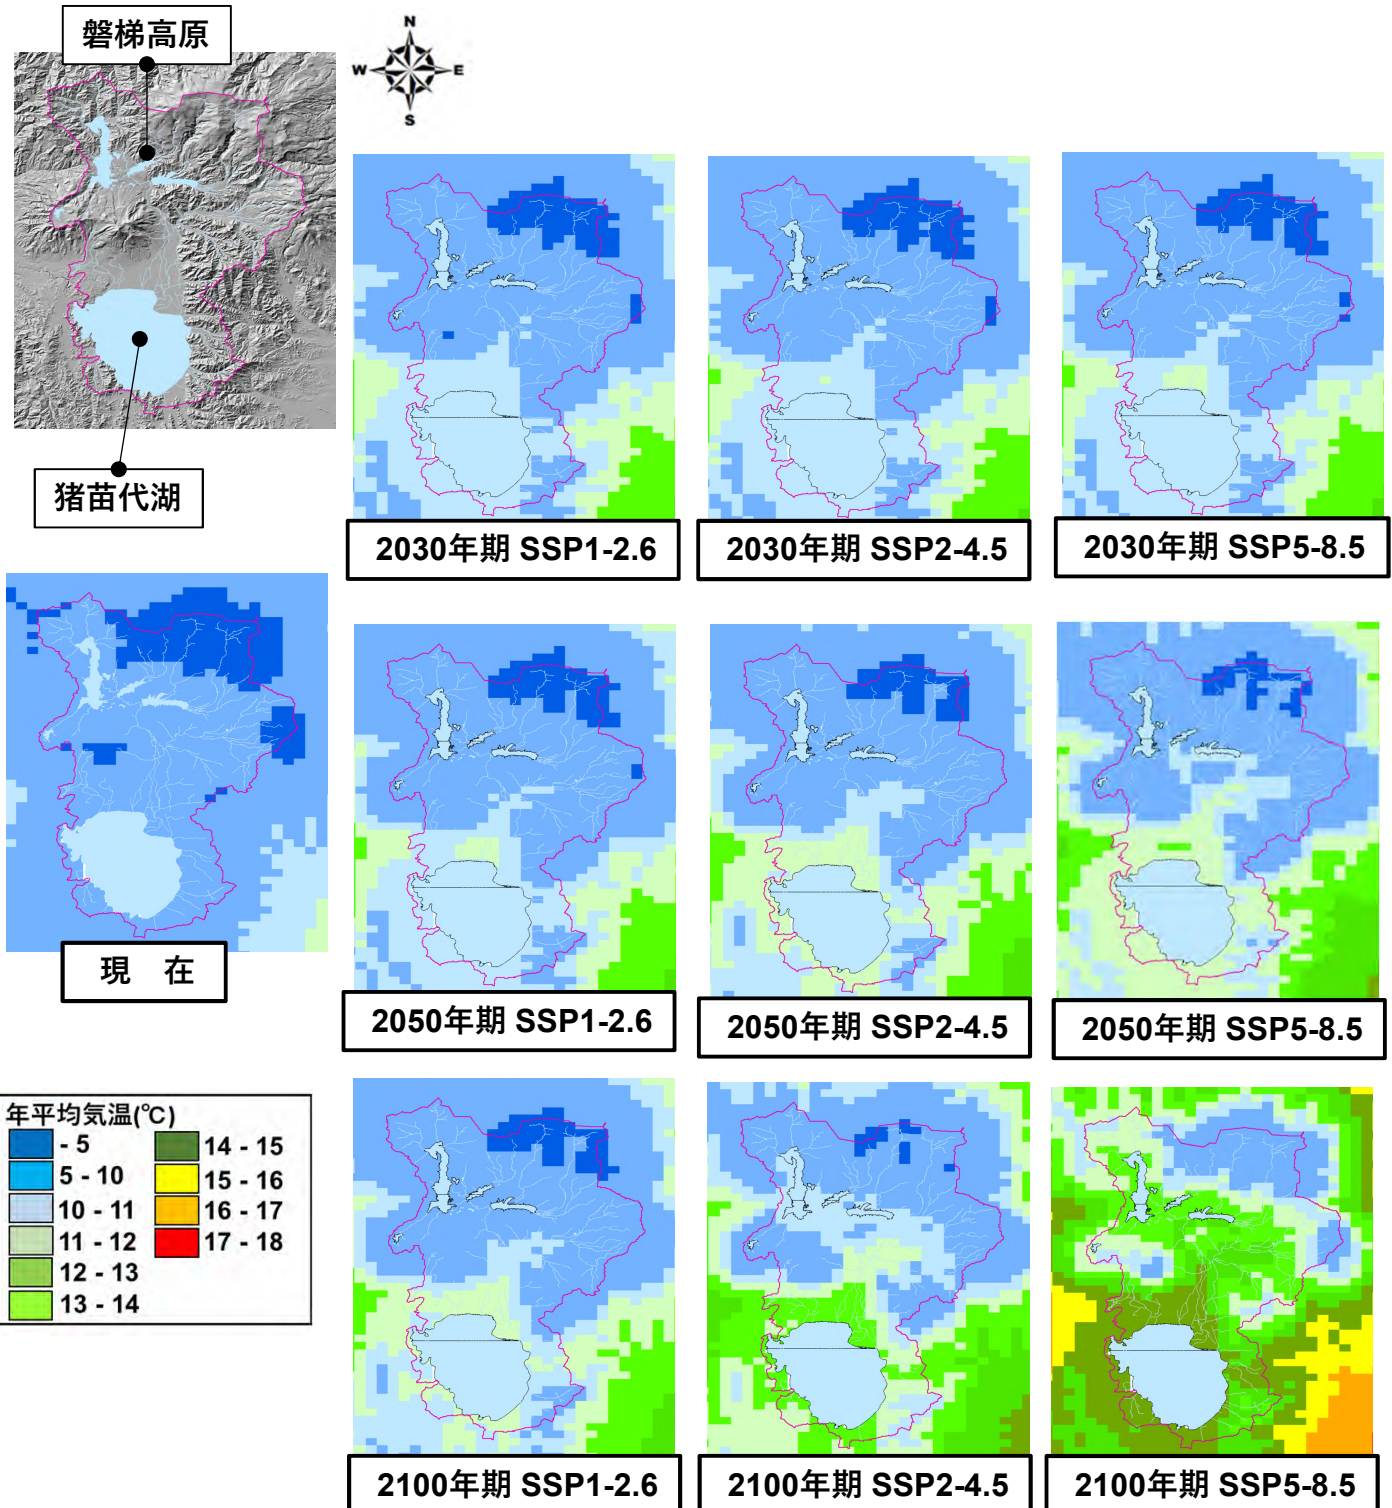 磐梯高原
N
W E
S
猪苗代湖
2030年期 SSP1-2.6
2030年期 SSP2-4.5
2030年期 SSP5-8.5
現 在
2050年期 SSP1-2.6
2050年期 SSP2-4.5
2050年期 SSP5-8.5
年平均気温(℃)
- 5
5 - 10
10 - 11
11 - 12
12 - 13
13 - 14
14 - 15
15 - 16
16 - 17
17 - 18
2100年期 SSP1-2.6
2100年期 SSP2-4.5
2100年期 SSP5-8.5